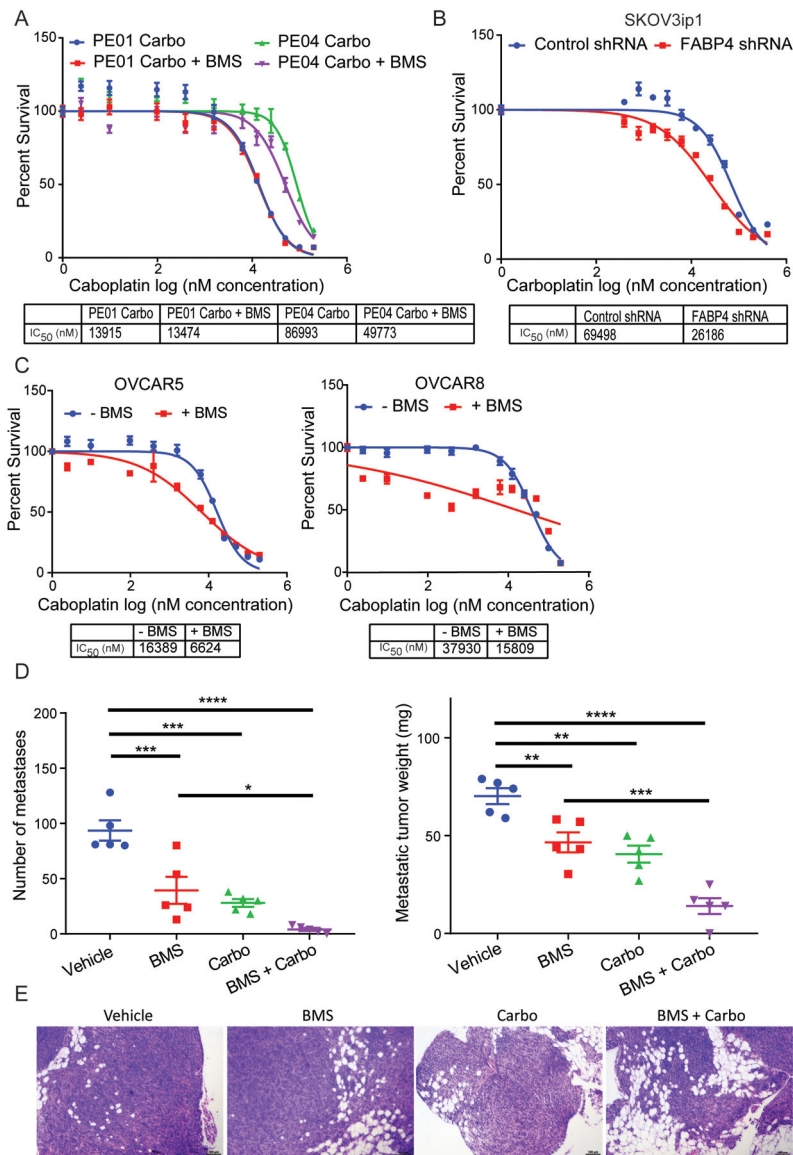 A
PE01 Carbo
PE04 Carbo
PE01 Carbo + BMS
PE04 Carbo + BMS
150
100
50
0
Percent Survival
0 2 4 6
Caboplatin log (nM concentration)
PE01 Carbo PE01 Carbo + BMS PE04 Carbo PE04 Carbo + BMS
IC50 (nM) 13915 13474 86993 49773
B
SKOV3ip1
Control shRNA FABP4 shRNA
150
100
50
0
Percent Survival
0 2 4 6
Caboplatin log (nM concentration)
Control shRNA FABP4 shRNA
IC50 (nM) 69498 26186
C
OVCAR5
- BMS + BMS
150
100
50
0
Percent Survival
0 2 4 6
Caboplatin log (nM concentration)
- BMS + BMS
IC50 (nM) 16389 6624
OVCAR8
- BMS + BMS
150
100
50
0
Percent Survival
0 2 4 6
Caboplatin log (nM concentration)
- BMS + BMS
IC50 (nM) 37930 15809
D
200
150
100
50
0
Number of metastases
****
***
***
*
Vehicle BMS Carbo BMS + Carbo
100
50
0
Metastatic tumor weight (mg)
****
**
**
***
Vehicle BMS Carbo BMS + Carbo
E
Vehicle BMS Carbo BMS + Carbo